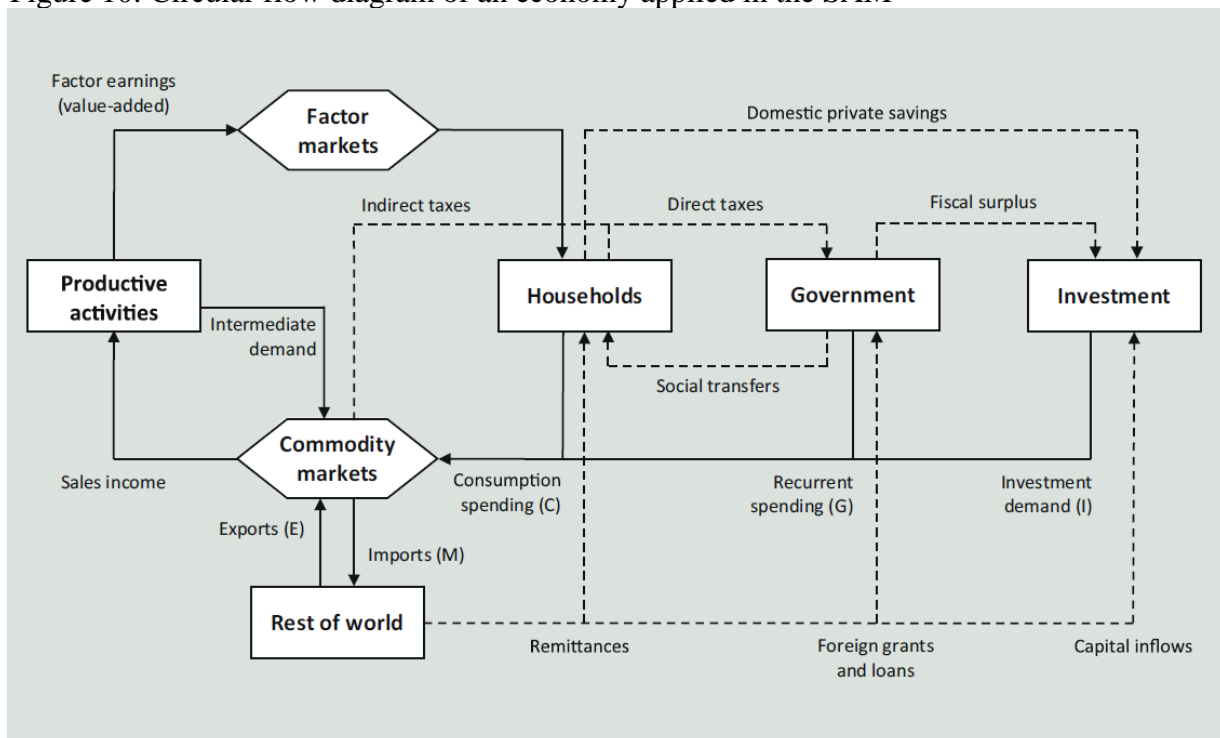 Figure 10: Circular flow diagram of an economy applied in the SAM
Factor earnings
(value-added)
Factor
markets
Domestic private savings
Indirect taxes
Direct taxes
Fiscal surplus
Productive
activities
Households
Government
Investment
Intermediate
demand
Social transfers
Commodity
markets
Sales income
Consumption
spending (C)
Recurrent
spending (G)
Investment
demand (I)
Exports (E)
Imports (M)
Rest of world
Remittances
Foreign grants
and loans
Capital inflows